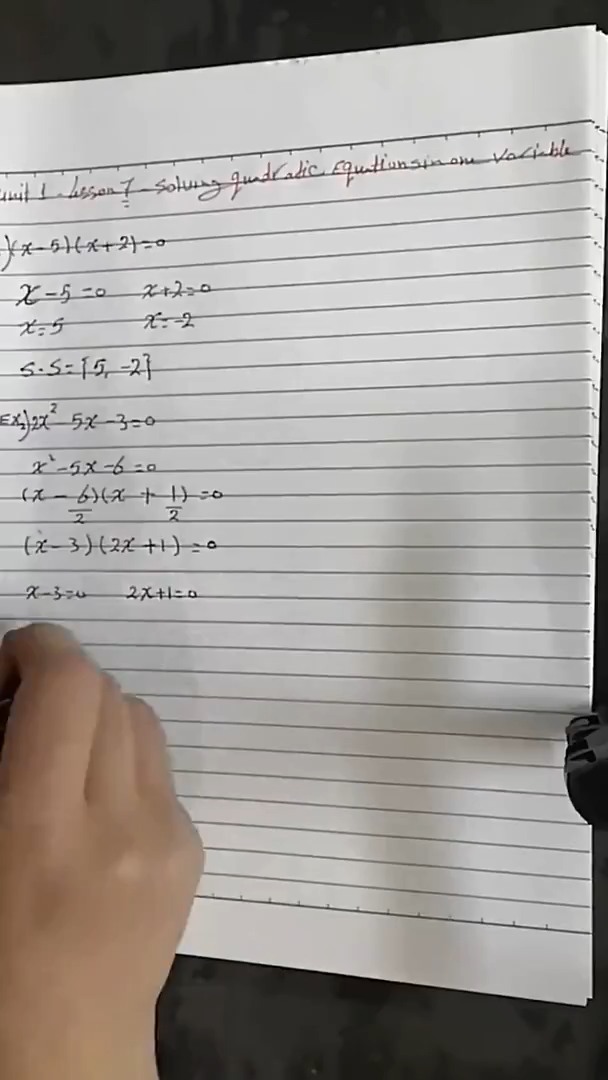 unit 1 - Lesson 7 - Solving quadratic Equations in one variable
)(x-5)(x+2)=0
x-5=0 x+2=0
x=5 x=-2
S.S={5, -2}
Ex2) 2x² 5x-3=0
x²-5x-6=0
(x - 6/2)(x + 1/2)=0
(x-3)(2x+1)=0
x-3=0 2x+1=0